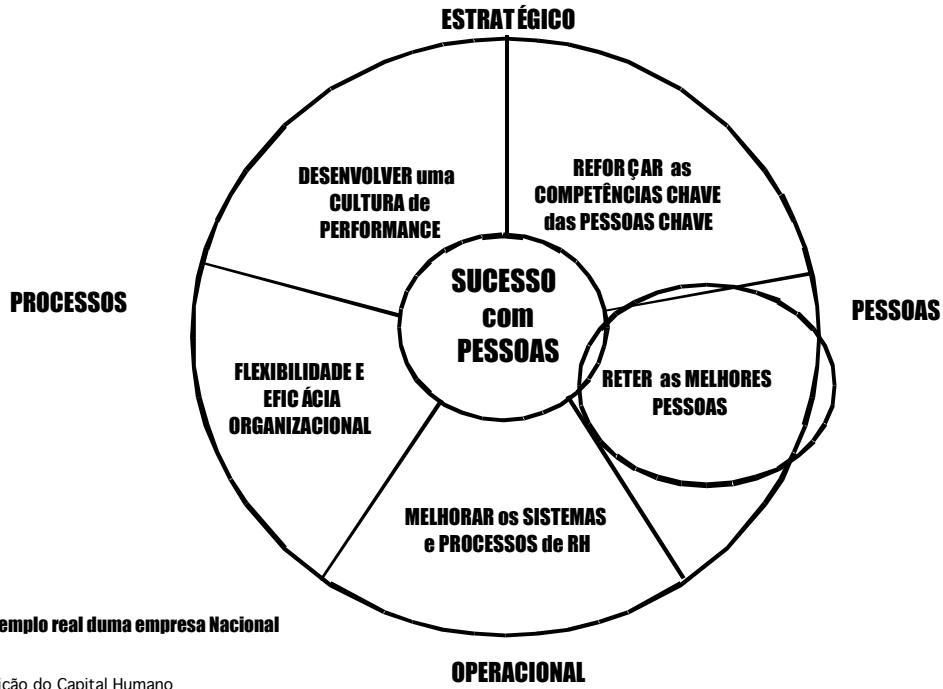 ESTRATÉGICO
DESENVOLVER uma
CULTURA de
PERFORMANCE
REFORÇAR as
COMPETÊNCIAS CHAVE
das PESSOAS CHAVE
PROCESSOS
SUCESSO
com
PESSOAS
PESSOAS
FLEXIBILIDADE E
EFICÁCIA
ORGANIZACIONAL
RETER as MELHORES
PESSOAS
MELHORAR os SISTEMAS
e PROCESSOS de RH
emplo real duma empresa Nacional
OPERACIONAL
ição do Capital Humano